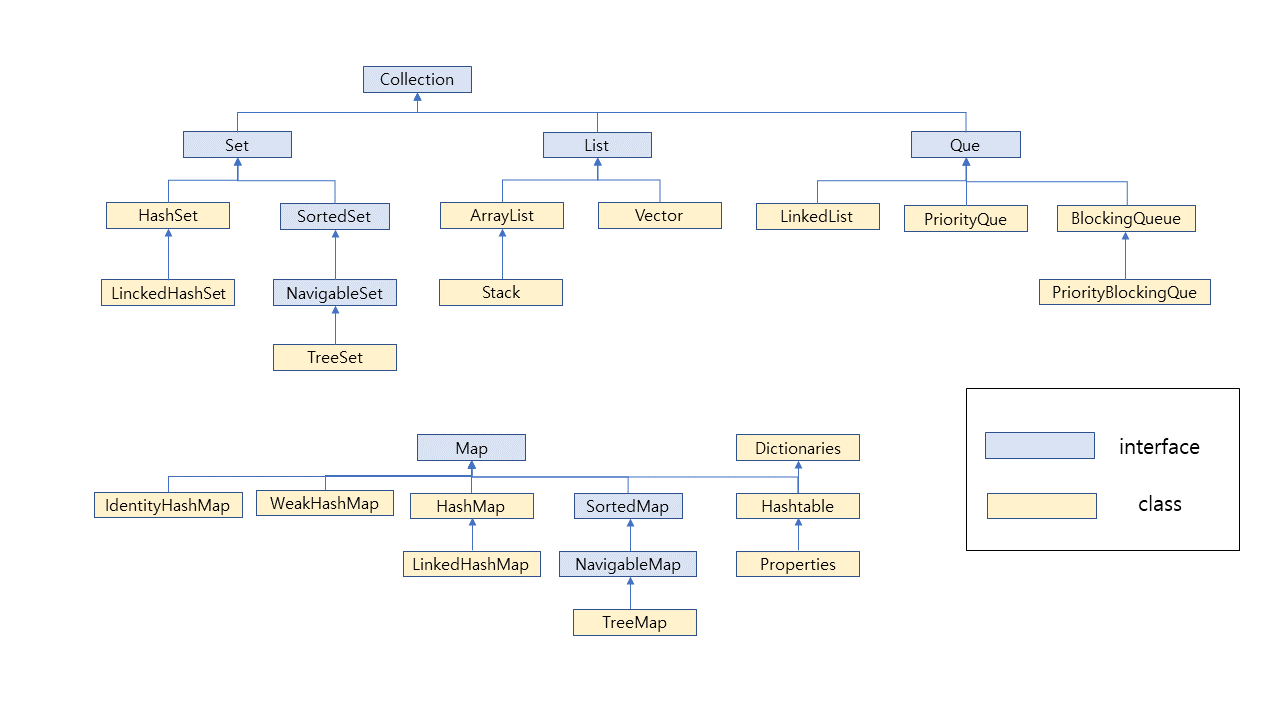 Collection
Set
List
Que
HashSet
SortedSet
ArrayList
Vector
LinkedList
PriorityQue
BlockingQueue
LinckedHashSet
NavigableSet
Stack
PriorityBlockingQue
TreeSet
Map
Dictionaries
interface
IdentityHashMap
WeakHashMap
HashMap
SortedMap
Hashtable
class
LinkedHashMap
NavigableMap
Properties
TreeMap